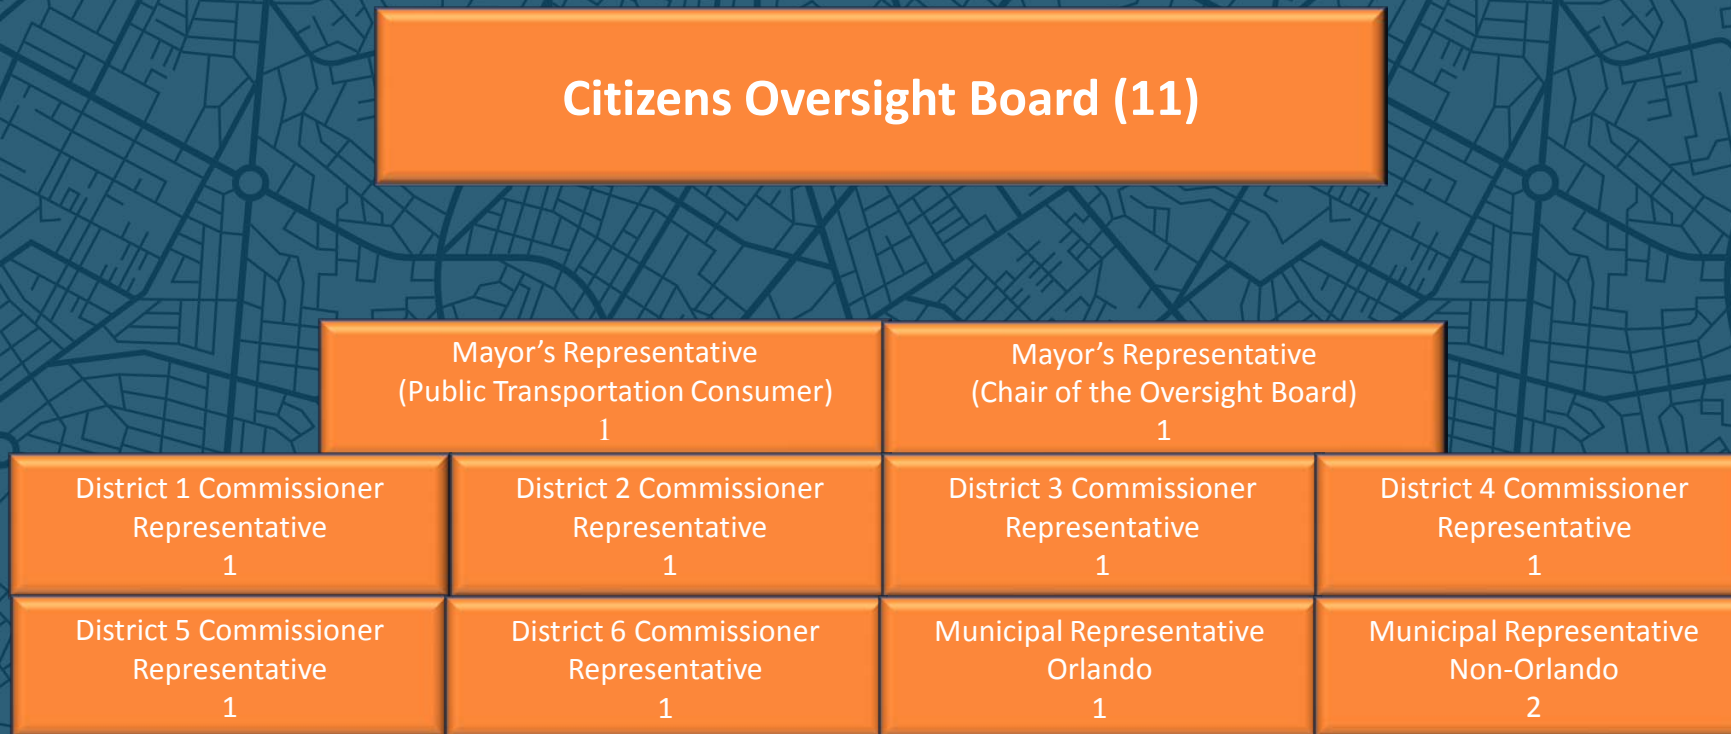 Citizens Oversight Board (11)
Mayor’s Representative
(Public Transportation Consumer)
1
Mayor’s Representative
(Chair of the Oversight Board)
1
District 1 Commissioner
Representative
1
District 2 Commissioner
Representative
1
District 3 Commissioner
Representative
1
District 4 Commissioner
Representative
1
District 5 Commissioner
Representative
1
District 6 Commissioner
Representative
1
Municipal Representative
Orlando
1
Municipal Representative
Non-Orlando
2